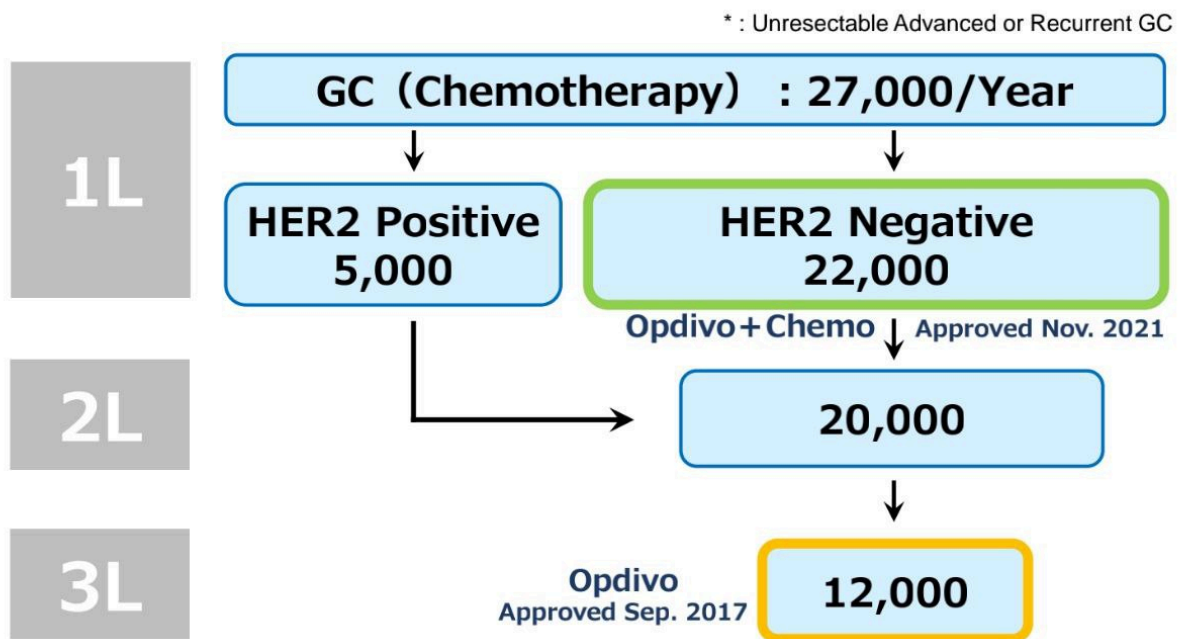 * : Unresectable Advanced or Recurrent GC
1L
GC（Chemotherapy） : 27,000/Year
HER2 Positive
5,000
HER2 Negative
22,000
Opdivo+Chemo
Approved Nov. 2021
2L
20,000
3L
Opdivo
Approved Sep. 2017
12,000